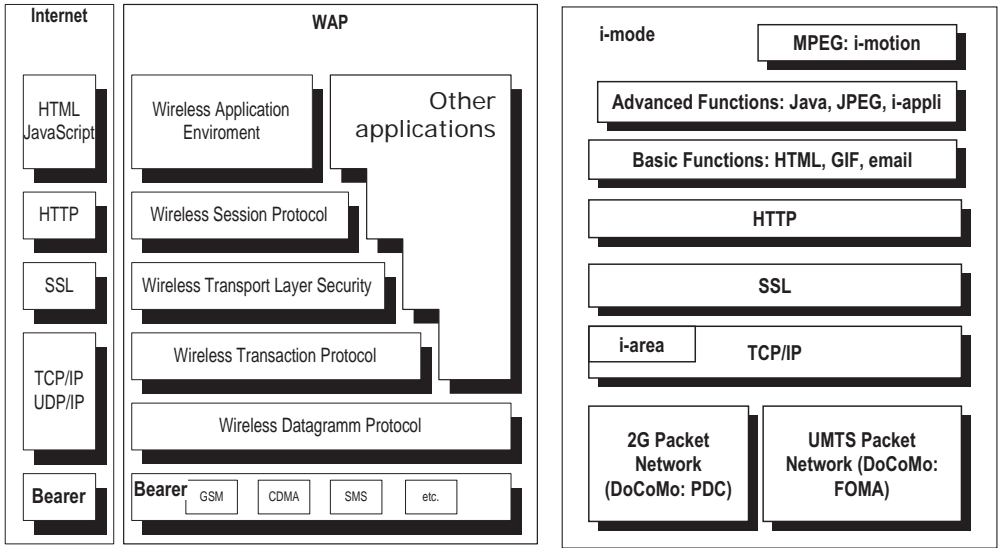 Internet
HTML
JavaScript
HTTP
SSL
TCP/IP
UDP/IP
Bearer
WAP
Wireless Application
Enviroment
Other
applications
Wireless Session Protocol
Wireless Transport Layer Security
Wireless Transaction Protocol
Wireless Datagramm Protocol
Bearer
GSM
CDMA
SMS
etc.
i-mode
MPEG: i-motion
Advanced Functions: Java, JPEG, i-appli
Basic Functions: HTML, GIF, email
HTTP
SSL
i-area
TCP/IP
2G Packet
Network
(DoCoMo: PDC)
UMTS Packet
Network (DoCoMo:
FOMA)